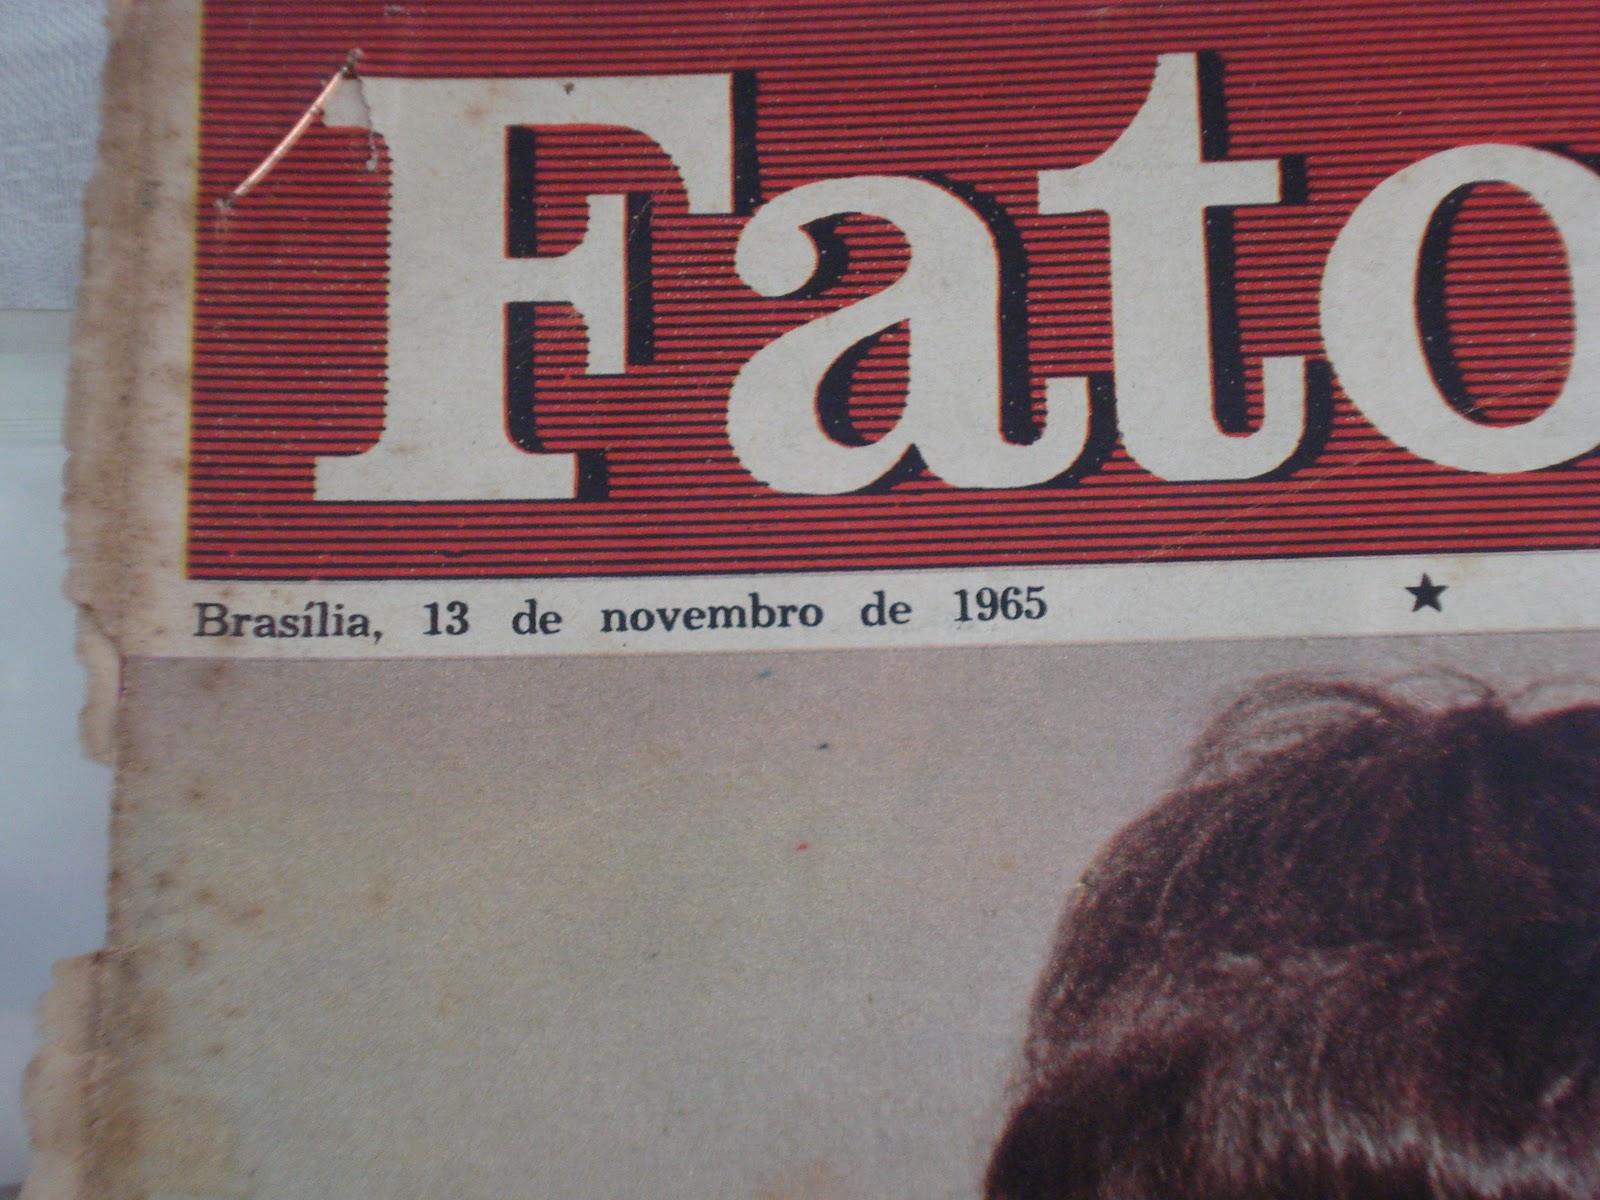 Fato
Brasília, 13 de novembro de 1965 ★